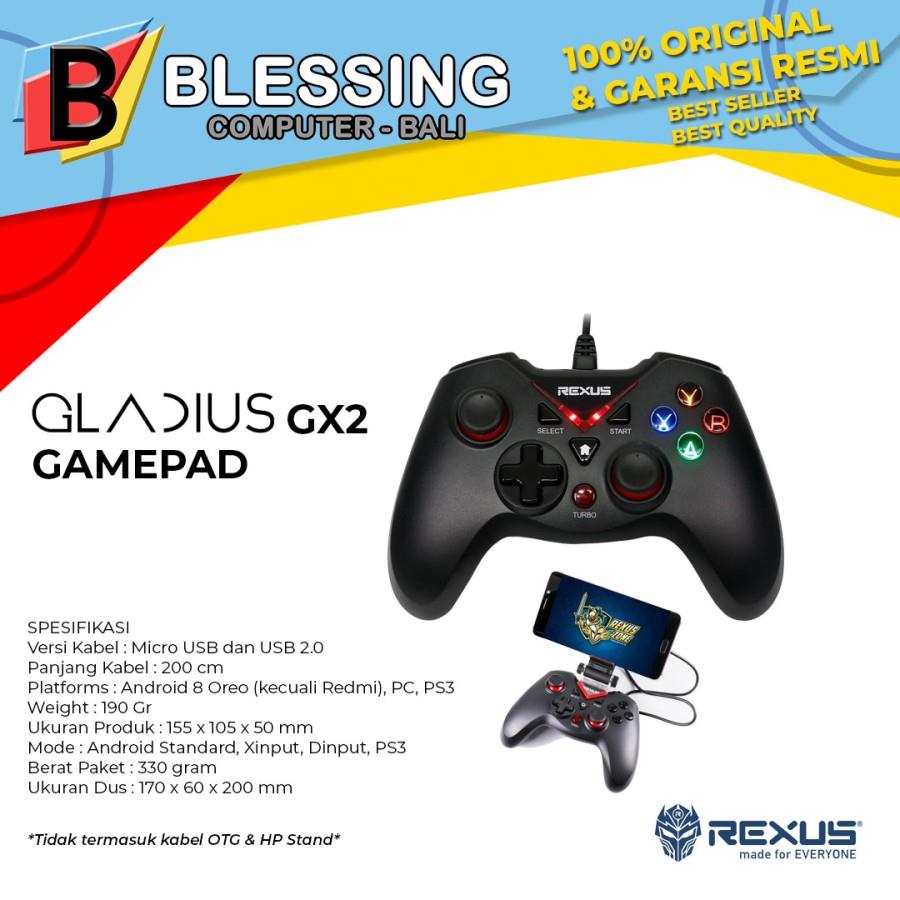 B BLESSING
COMPUTER - BALI
100% ORIGINAL
& GARANSI RESMI
BEST SELLER
BEST QUALITY
GLADIUS GX2
GAMEPAD
REXUS
SELECT
START
TURBO
Y
X
B
A
REXUS
ZONE
SPESIFIKASI
Versi Kabel : Micro USB dan USB 2.0
Panjang Kabel : 200 cm
Platforms : Android 8 Oreo (kecuali Redmi), PC, PS3
Weight : 190 Gr
Ukuran Produk : 155 x 105 x 50 mm
Mode : Android Standard, Xinput, Dinput, PS3
Berat Paket : 330 gram
Ukuran Dus : 170 x 60 x 200 mm
*Tidak termasuk kabel OTG & HP Stand*
REXUS®
made for EVERYONE